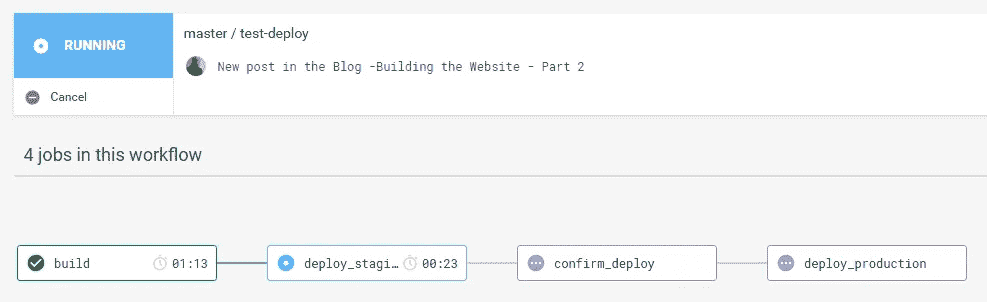 RUNNING
master / test-deploy
New post in the Blog -Building the Website - Part 2
Cancel
4 jobs in this workflow
build 01:13
deploy_stagi… 00:23
confirm_deploy
deploy_production